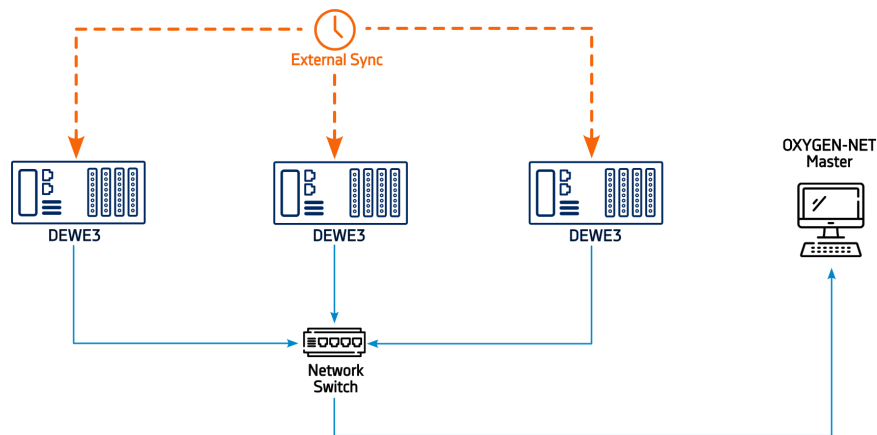 External Sync
OXYGEN-NET
Master
DEWE3
DEWE3
DEWE3
Network
Switch